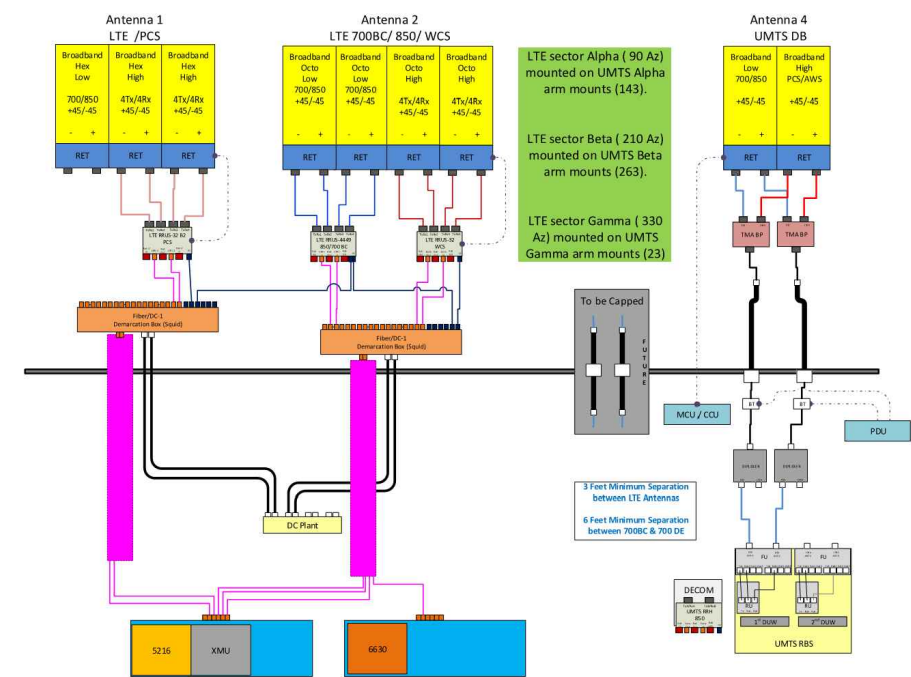 Antenna 1
LTE /PCS
Antenna 2
LTE 700BC/ 850/ WCS
Antenna 4
UMTS DB
Broadband
Hex
Low
700/850
+45/-45
- +
RET
Broadband
Hex
High
4Tx/4Rx
+45/-45
RET
Broadband
Hex
High
4Tx/4Rx
+45/-45
- +
RET
Broadband
Octo
Low
700/850
+45/-45
- +
RET
Broadband
Octo
Low
700/850
+45/-45
RET
Broadband
Octo
High
4Tx/4Rx
+45/-45
RET
Broadband
Octo
High
4Tx/4Rx
+45/-45
- +
RET
LTE sector Alpha ( 90 Az)
mounted on UMTS Alpha
arm mounts (143).
LTE sector Beta ( 210 Az)
mounted on UMTS Beta
arm mounts (263).
LTE sector Gamma ( 330
Az) mounted on UMTS
Gamma arm mounts (23)
Broadband
Low
700/850
+45/-45
- +
RET
Broadband
High
PCS/AWS
+45/-45
- +
RET
LTE RRUS-32 B2
PCS
LTE RRUS-4449
850/700 BC
LTE RRUS-32
WCS
TMA BP
TMA BP
Fiber/DC-1
Demarcation Box (Squid)
Fiber/DC-1
Demarcation Box (Squid)
To be Capped
FUTURE
MCU / CCU
BT
BT
PDU
3 Feet Minimum Separation
between LTE Antennas
6 Feet Minimum Separation
between 700BC & 700 DE
DC Plant
5216
XMU
6630
DECOM
UMTS RRH
850
FU
FU
RU
RU
1st DUW
2nd DUW
UMTS RBS